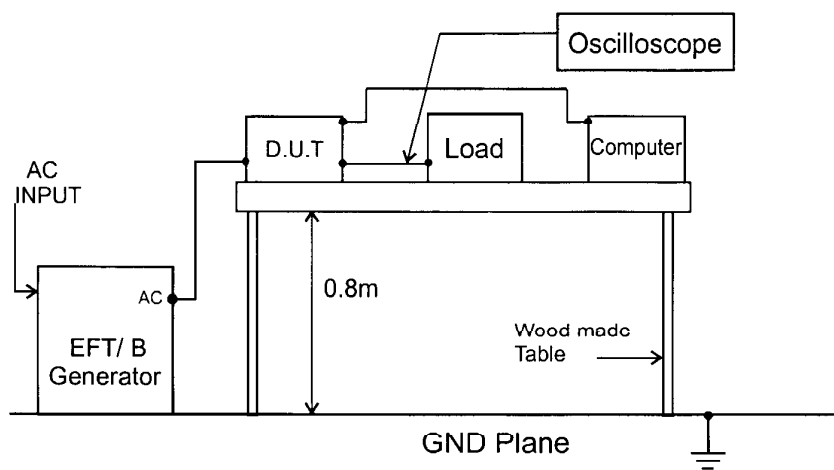 Oscilloscope
D.U.T
Load
Computer
AC
INPUT
AC
EFT/ B
Generator
0.8m
Wood made
Table
GND Plane